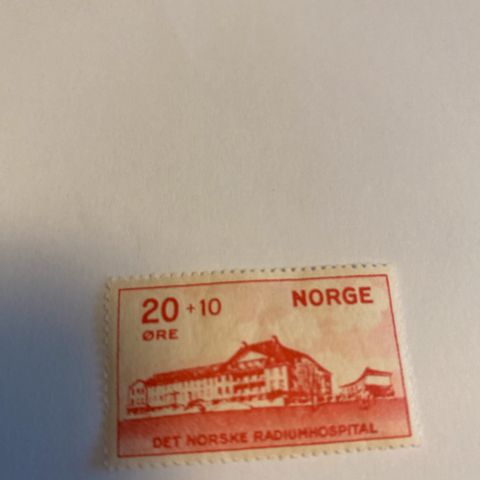 20 + 10 NORGE
ØRE
DET NORSKE RADIUMHOSPITAL